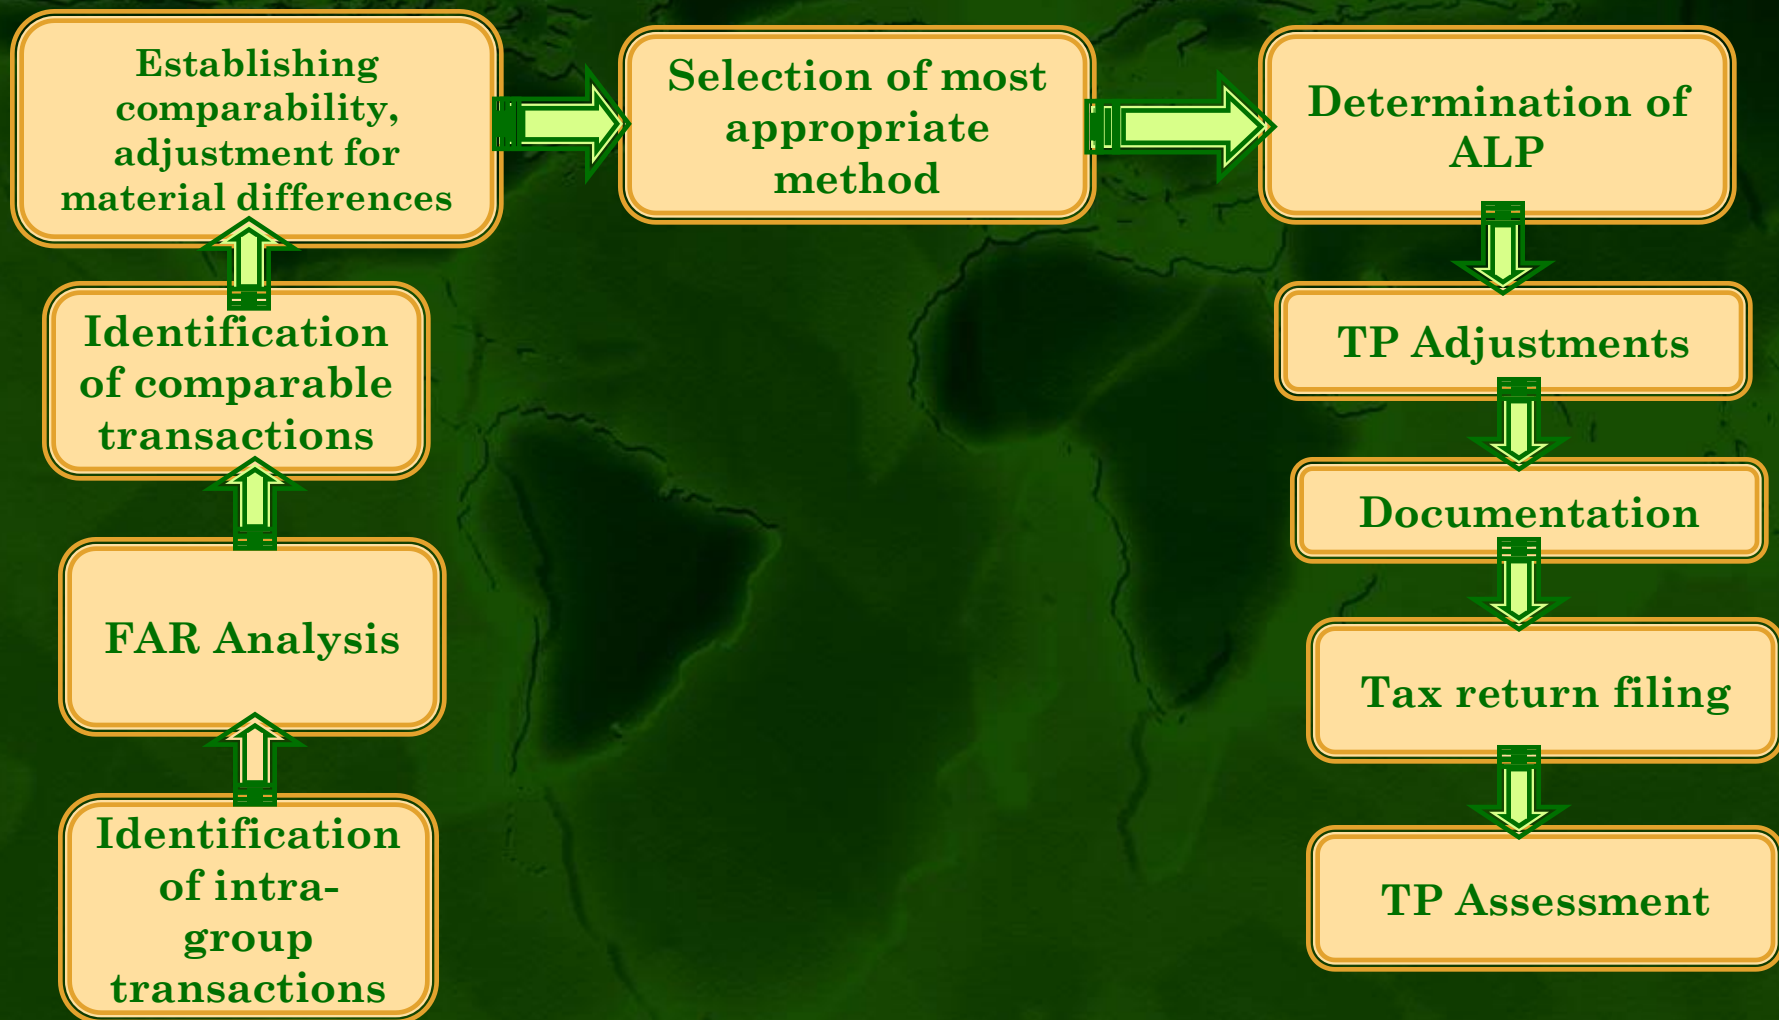 Establishing
comparability,
adjustment for
material differences
Selection of most
appropriate
method
Determination of
ALP
Identification
of comparable
transactions
TP Adjustments
Documentation
FAR Analysis
Tax return filing
Identification
of intra-
group
transactions
TP Assessment